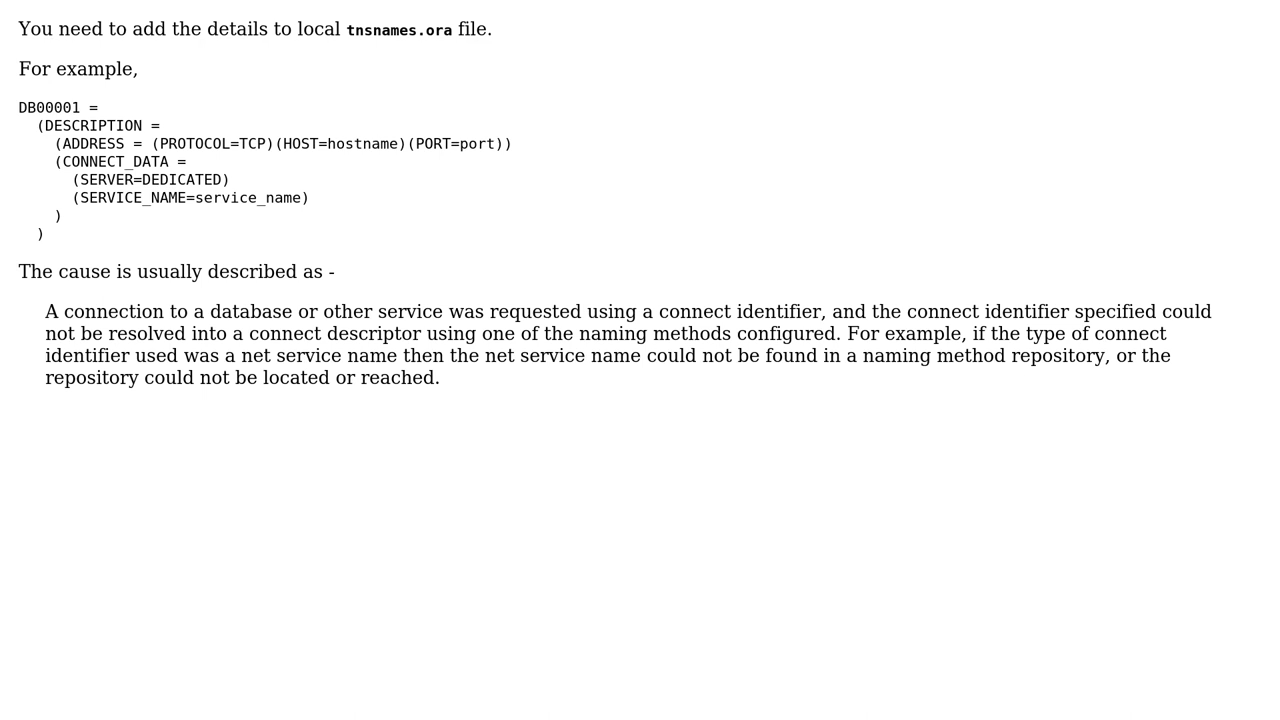 You need to add the details to local tnsnames.ora file.
For example,
DB00001 =
  (DESCRIPTION =
    (ADDRESS = (PROTOCOL=TCP)(HOST=hostname)(PORT=port))
    (CONNECT_DATA =
      (SERVER=DEDICATED)
      (SERVICE_NAME=service_name)
    )
  )
The cause is usually described as -
A connection to a database or other service was requested using a connect identifier, and the connect identifier specified could
not be resolved into a connect descriptor using one of the naming methods configured. For example, if the type of connect
identifier used was a net service name then the net service name could not be found in a naming method repository, or the
repository could not be located or reached.